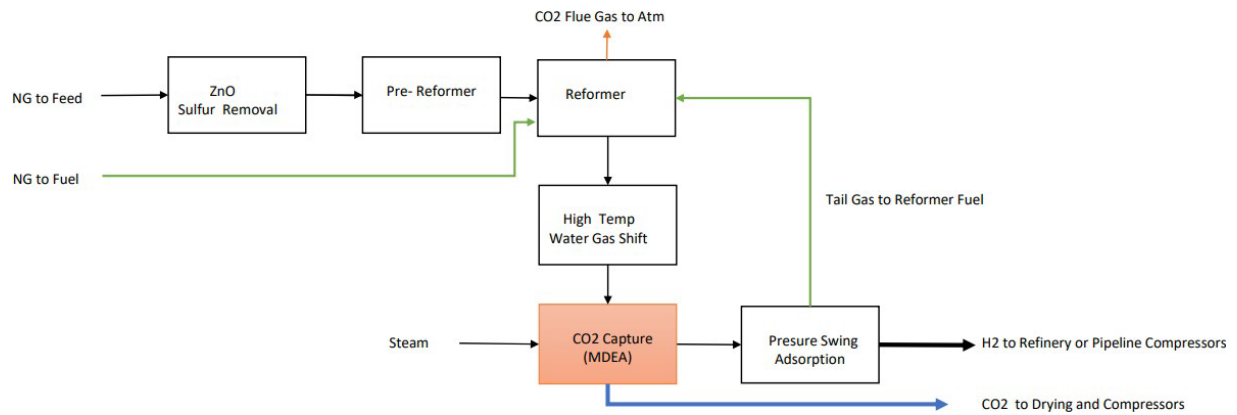 CO2 Flue Gas to Atm
NG to Feed
ZnO
Sulfur Removal
Pre- Reformer
Reformer
NG to Fuel
Tail Gas to Reformer Fuel
High Temp
Water Gas Shift
Steam
CO2 Capture
(MDEA)
Presure Swing
Adsorption
H2 to Refinery or Pipeline Compressors
CO2 to Drying and Compressors